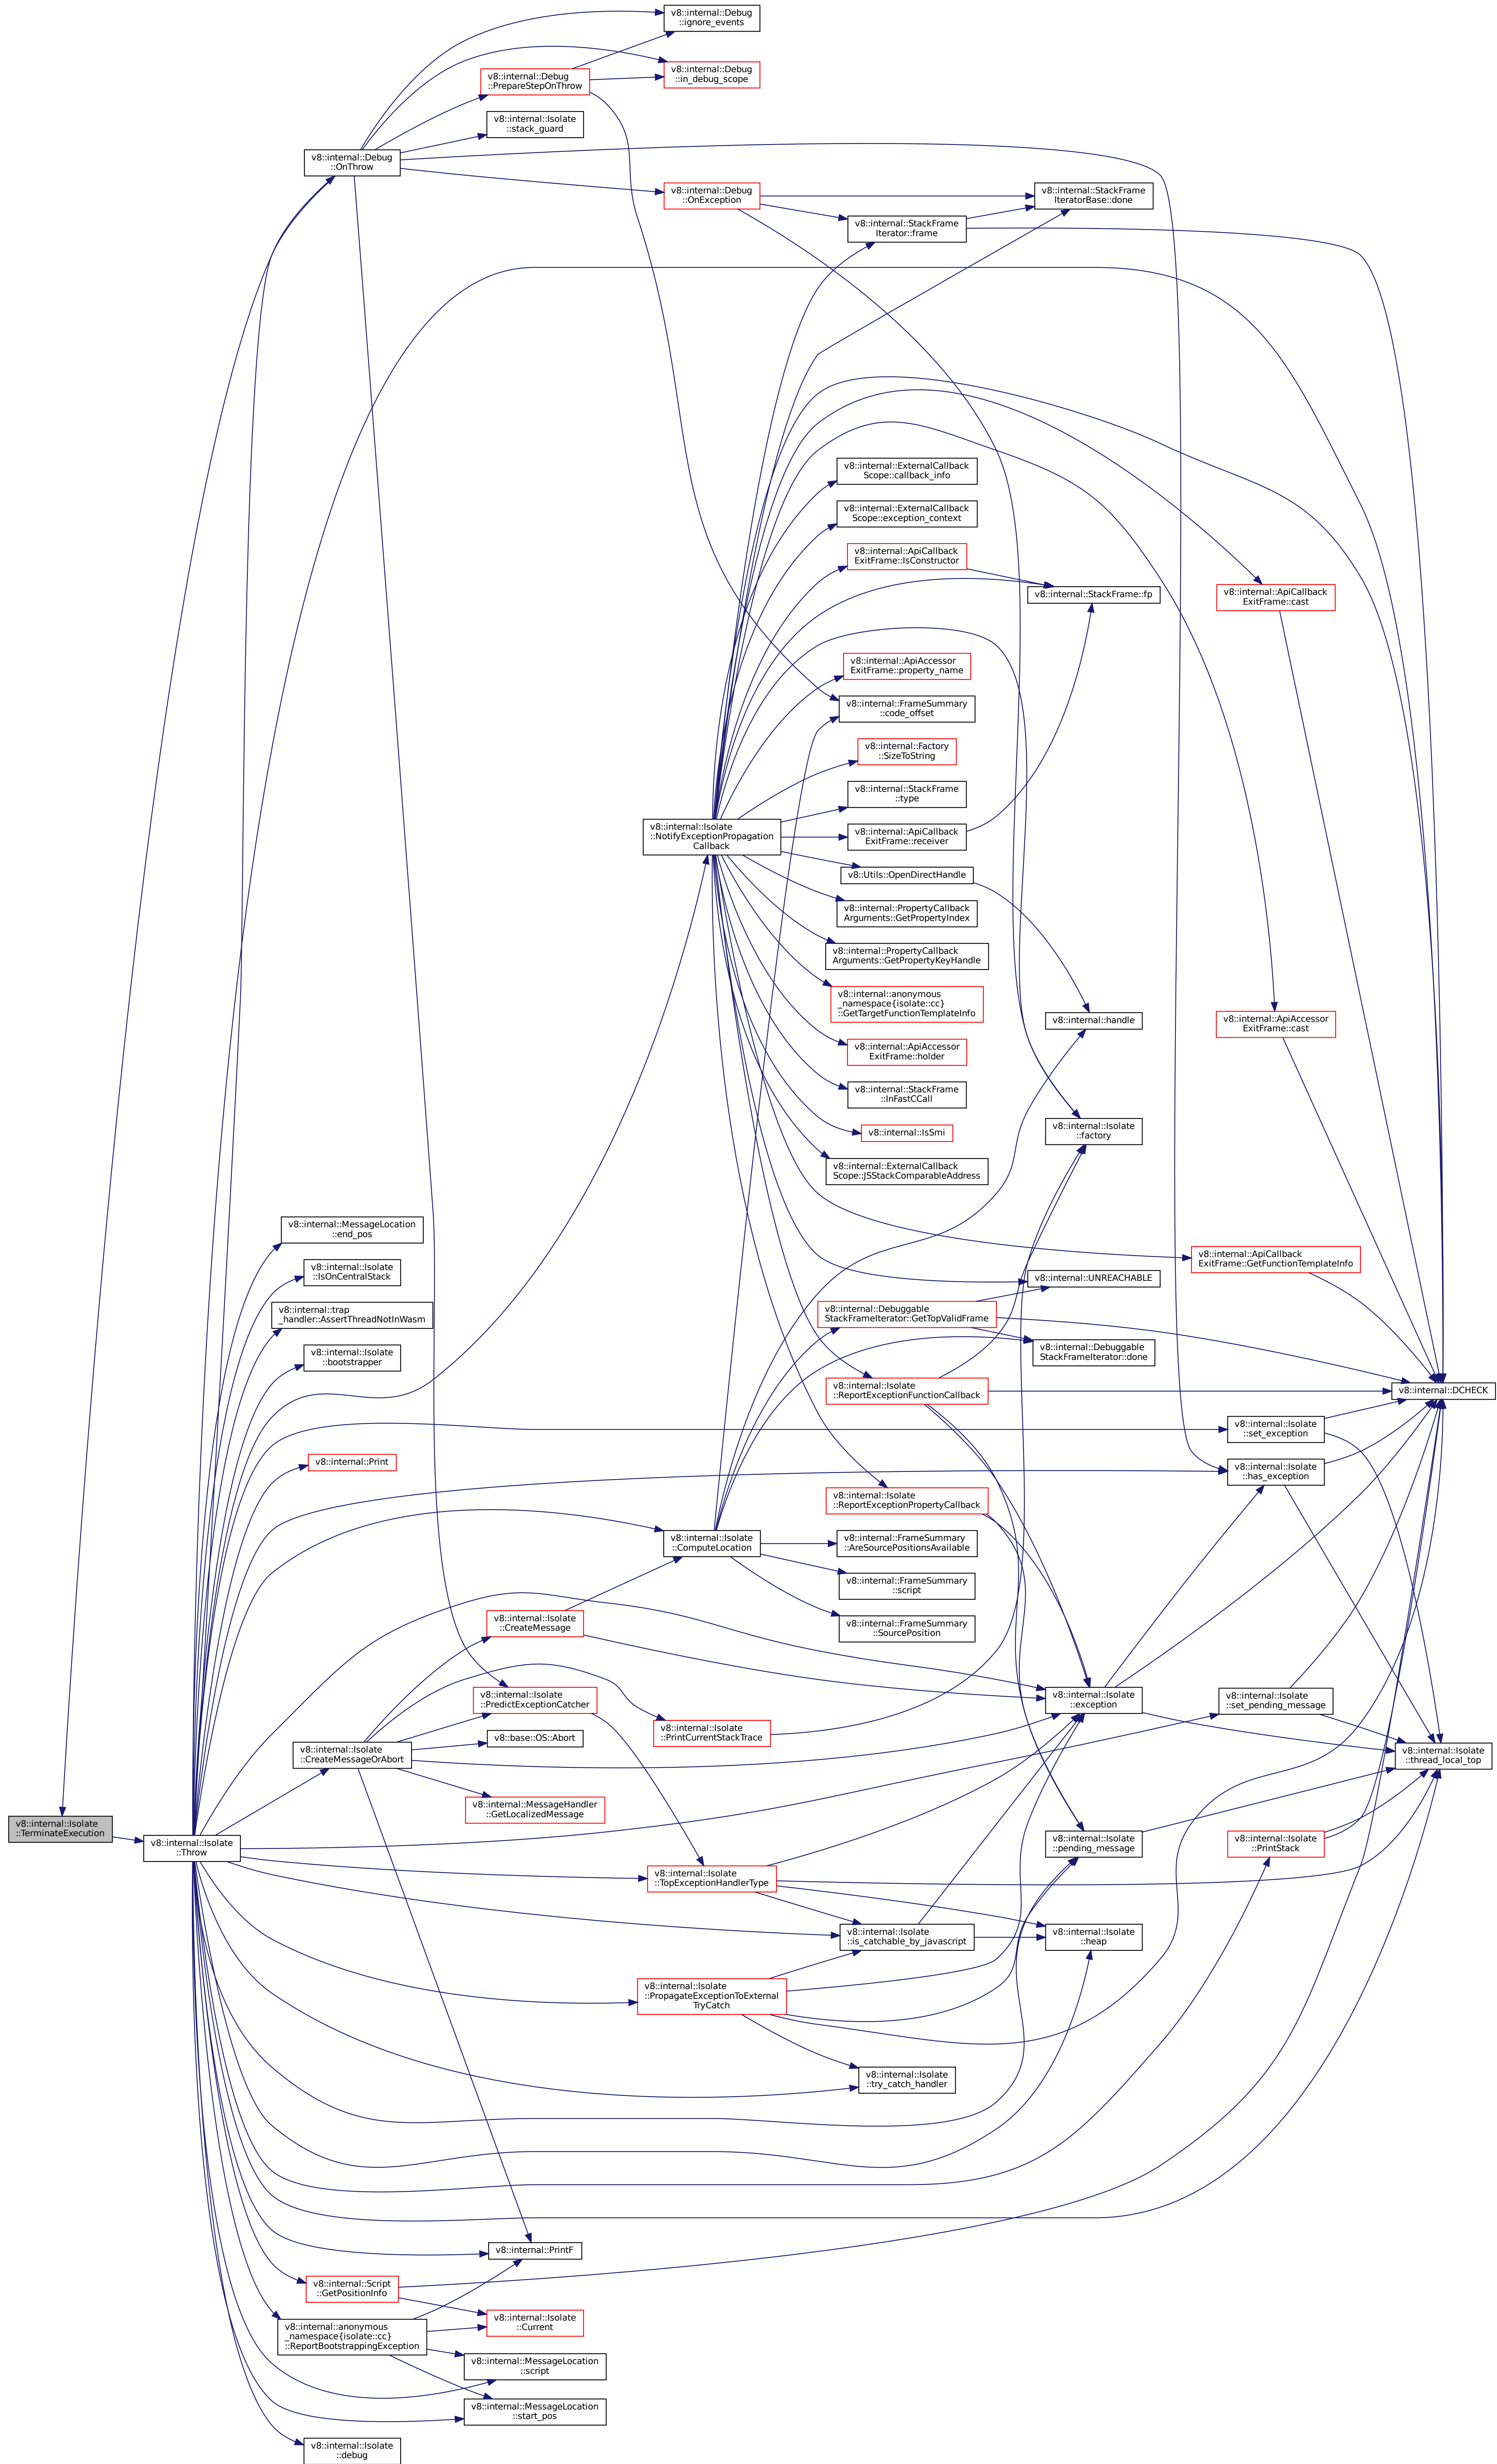 v8::internal::Debug
::ignore_events
v8::internal::Debug
::in_debug_scope
v8::internal::Debug
::PrepareStepOnThrow
v8::internal::Isolate
::stack_guard
v8::internal::Debug
::OnThrow
v8::internal::Debug
::OnException
v8::internal::StackFrame
IteratorBase::done
v8::internal::StackFrame
Iterator::frame
v8::internal::ExternalCallback
Scope::callback_info
v8::internal::ExternalCallback
Scope::exception_context
v8::internal::ApiCallback
ExitFrame::IsConstructor
v8::internal::StackFrame::fp
v8::internal::ApiCallback
ExitFrame::cast
v8::internal::ApiAccessor
ExitFrame::property_name
v8::internal::FrameSummary
::code_offset
v8::internal::Factory
::SizeToString
v8::internal::StackFrame
::type
v8::internal::Isolate
::NotifyExceptionPropagation
Callback
v8::internal::ApiCallback
ExitFrame::receiver
v8::Utils::OpenDirectHandle
v8::internal::PropertyCallback
Arguments::GetPropertyIndex
v8::internal::PropertyCallback
Arguments::GetPropertyKeyHandle
v8::internal::anonymous
_namespace{isolate::cc}
::GetTargetFunctionTemplateInfo
v8::internal::handle
v8::internal::ApiAccessor
ExitFrame::cast
v8::internal::ApiAccessor
ExitFrame::holder
v8::internal::StackFrame
::InFastCCall
v8::internal::IsSmi
v8::internal::Isolate
::factory
v8::internal::ExternalCallback
Scope::JSStackComparableAddress
v8::internal::MessageLocation
::end_pos
v8::internal::Isolate
::IsOnCentralStack
v8::internal::ApiCallback
ExitFrame::GetFunctionTemplateInfo
v8::internal::UNREACHABLE
v8::internal::trap
_handler::AssertThreadNotInWasm
v8::internal::Debuggable
StackFrameIterator::GetTopValidFrame
v8::internal::Isolate
::bootstrapper
v8::internal::Debuggable
StackFrameIterator::done
v8::internal::Isolate
::ReportExceptionFunctionCallback
v8::internal::DCHECK
v8::internal::Isolate
::set_exception
v8::internal::Print
v8::internal::Isolate
::has_exception
v8::internal::Isolate
::ReportExceptionPropertyCallback
v8::internal::Isolate
::ComputeLocation
v8::internal::FrameSummary
::AreSourcePositionsAvailable
v8::internal::FrameSummary
::script
v8::internal::Isolate
::CreateMessage
v8::internal::FrameSummary
::SourcePosition
v8::internal::Isolate
::PredictExceptionCatcher
v8::internal::Isolate
::exception
v8::internal::Isolate
::set_pending_message
v8::internal::Isolate
::PrintCurrentStackTrace
v8::base::OS::Abort
v8::internal::Isolate
::CreateMessageOrAbort
v8::internal::Isolate
::thread_local_top
v8::internal::MessageHandler
::GetLocalizedMessage
v8::internal::Isolate
::TerminateExecution
v8::internal::Isolate
::Throw
v8::internal::Isolate
::pending_message
v8::internal::Isolate
::PrintStack
v8::internal::Isolate
::TopExceptionHandlerType
v8::internal::Isolate
::is_catchable_by_javascript
v8::internal::Isolate
::heap
v8::internal::Isolate
::PropagateExceptionToExternal
TryCatch
v8::internal::Isolate
::try_catch_handler
v8::internal::PrintF
v8::internal::Script
::GetPositionInfo
v8::internal::Isolate
::Current
v8::internal::anonymous
_namespace{isolate::cc}
::ReportBootstrappingException
v8::internal::MessageLocation
::script
v8::internal::MessageLocation
::start_pos
v8::internal::Isolate
::debug